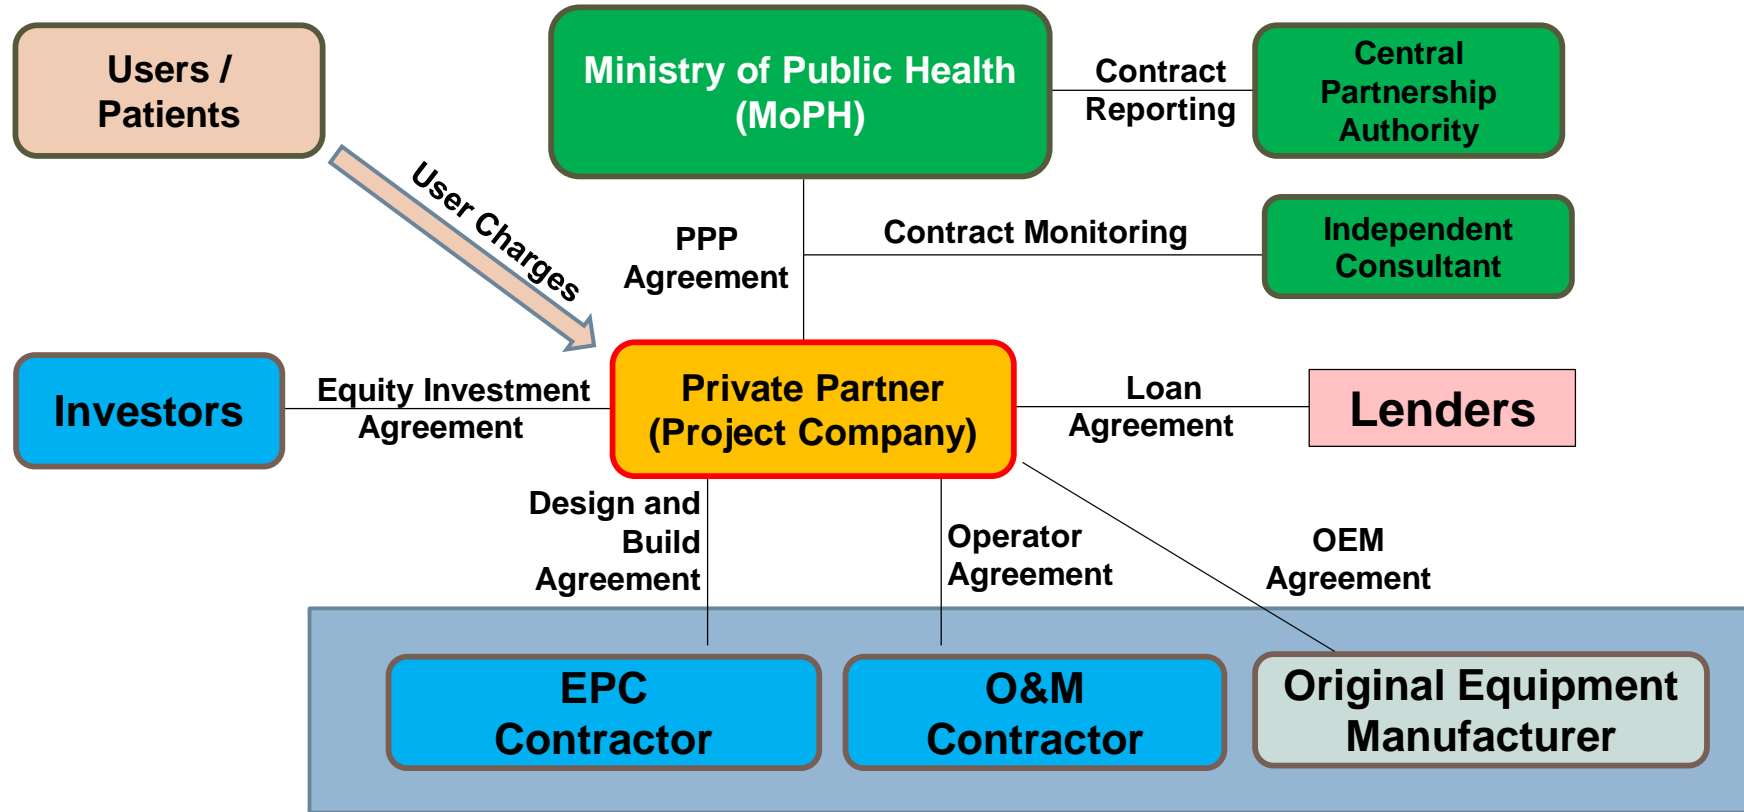 Users /
Patients
Ministry of Public Health
(MoPH)
Contract
Reporting
Central
Partnership
Authority
User Charges
PPP
Agreement
Contract Monitoring
Independent
Consultant
Investors
Equity Investment
Agreement
Private Partner
(Project Company)
Loan
Agreement
Lenders
Design and
Build
Agreement
Operator
Agreement
OEM
Agreement
EPC
Contractor
O&M
Contractor
Original Equipment
Manufacturer